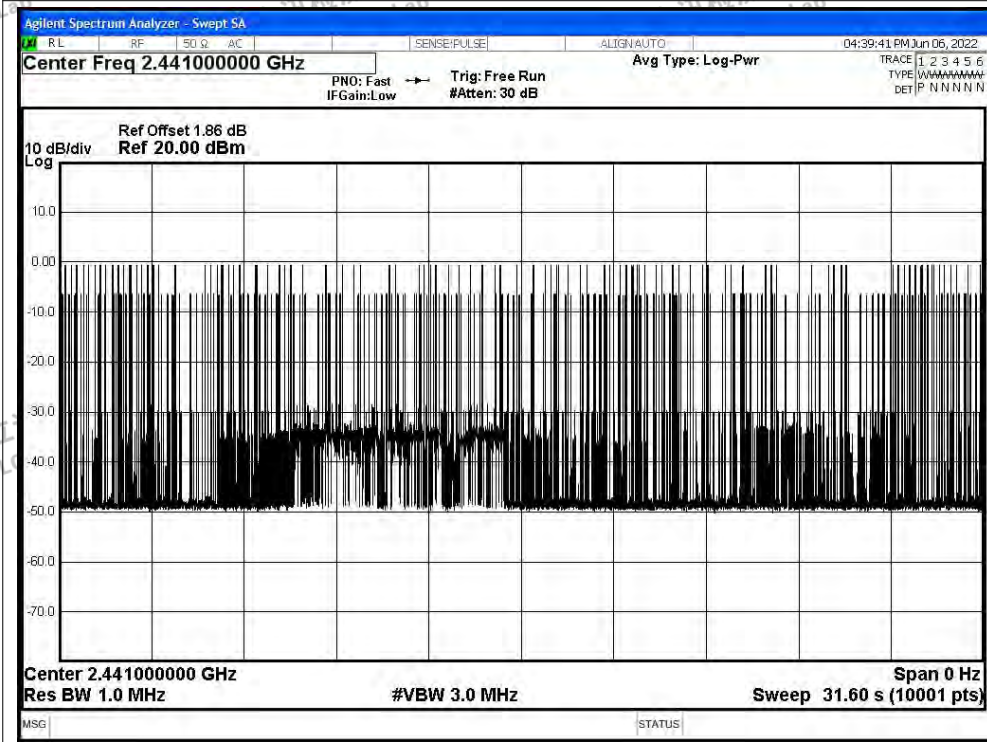 Agilent Spectrum Analyzer - Swept SA
LXI RL RF 50 Ω AC SENSE:PULSE ALIGN AUTO 04:39:41 PM Jun 06, 2022
Center Freq 2.441000000 GHz
PNO: Fast
IFGain:Low
Trig: Free Run
#Atten: 30 dB
Avg Type: Log-Pwr
TRACE 1 2 3 4 5 6
TYPE
DET P N N N N N
Ref Offset 1.86 dB
10 dB/div Ref 20.00 dBm
Log
10.0
0.00
-10.0
-20.0
-30.0
-40.0
-50.0
-60.0
-70.0
Center 2.441000000 GHz Span 0 Hz
Res BW 1.0 MHz #VBW 3.0 MHz Sweep 31.60 s (10001 pts)
MSG STATUS